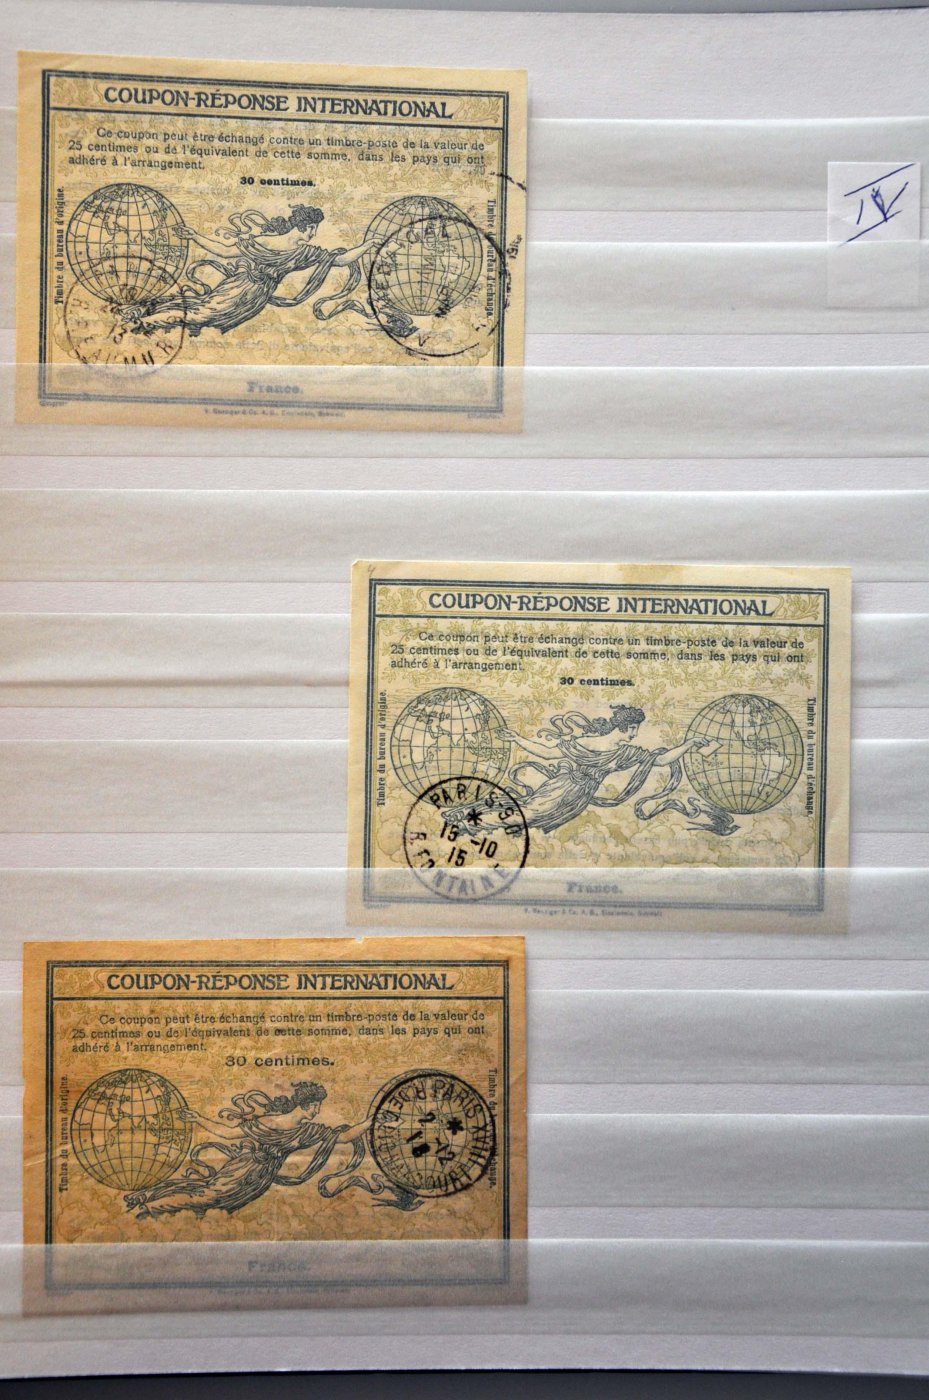 COUPON-RÉPONSE INTERNATIONAL
Ce coupon peut être échangé contre un timbre-poste de la valeur de
25 centimes ou de l'équivalent de cette somme, dans les pays qui ont
adhéré à l'arrangement.
30 centimes.
Timbre du bureau d'origine.
Timbre du bureau d'échange.
France.
IV
COUPON-RÉPONSE INTERNATIONAL
Ce coupon peut être échangé contre un timbre-poste de la valeur de
25 centimes ou de l'équivalent de cette somme, dans les pays qui ont
adhéré à l'arrangement.
30 centimes.
Timbre du bureau d'origine.
Timbre du bureau d'échange.
PARIS-90
*
15 -10
15
R. FONTAINE
France.
COUPON-RÉPONSE INTERNATIONAL
Ce coupon peut être échangé contre un timbre-poste de la valeur de
25 centimes ou de l'équivalent de cette somme, dans les pays qui ont
adhéré à l'arrangement.
30 centimes.
Timbre du bureau d'origine.
Timbre du échange.
PARIS XVIII
*
2 -12
18
France.